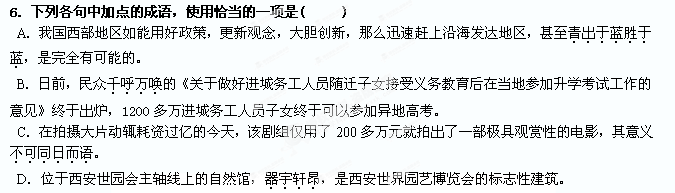 6．下列各句中加点的成语，使用恰当的一项是(　　)
A．我国西部地区如能用好政策，更新观念，大胆创新，那么迅速赶上沿海发达地区，甚至青出于蓝胜于
蓝，是完全有可能的。
B．日前，民众千呼万唤的《关于做好进城务工人员随迁子女接受义务教育后在当地参加升学考试工作的
意见》终于出炉，1200 多万进城务工人员子女终于可以参加异地高考。
C．在拍摄大片动辄耗资过亿的今天，该剧组仅用了 200 多万元就拍出了一部极具观赏性的电影，其意义
不可同日而语。
D．位于西安世园会主轴线上的自然馆，器宇轩昂，是西安世界园艺博览会的标志性建筑。